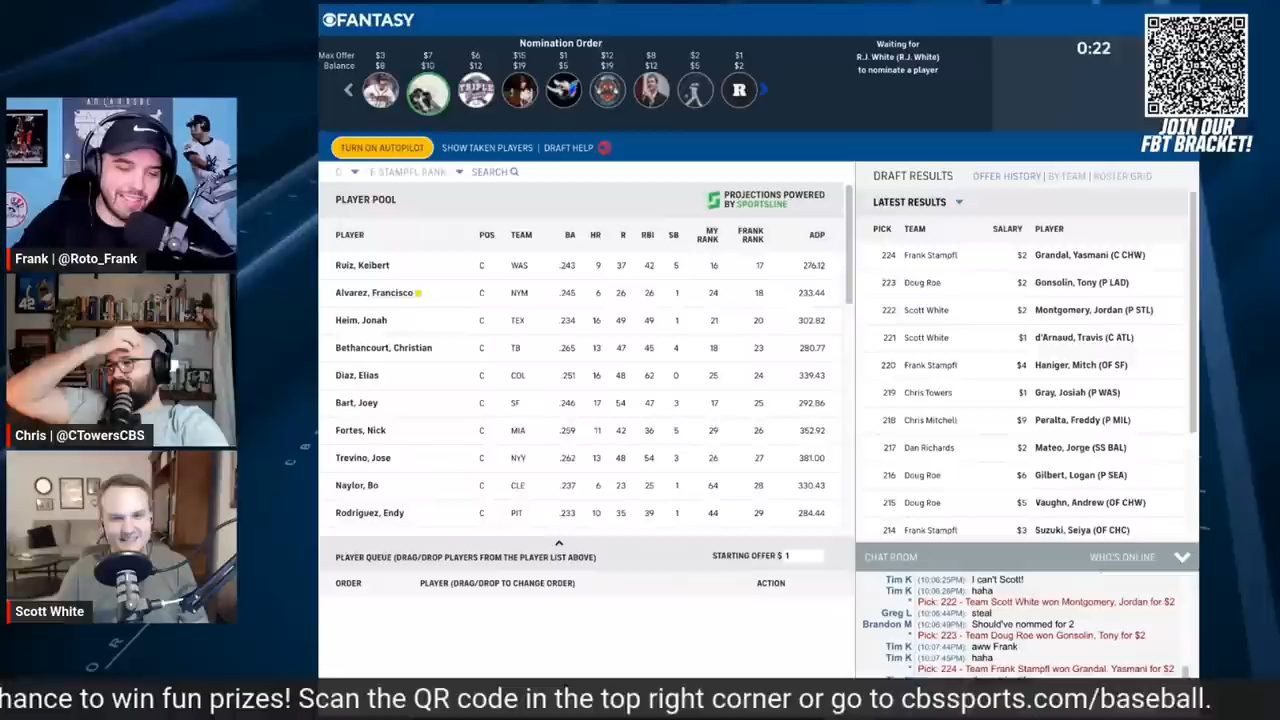 FANTASY
Nomination Order
Max Offer $3 $7 $6 $15 $1 $12 $8 $2 $1
Balance $8 $10 $12 $19 $5 $19 $12 $5 $2
TRIPLE
R
Waiting for
R.J. White (R.J. White)
to nominate a player
0:22
JOIN OUR
FBT BRACKET!
TURN ON AUTOPILOT SHOW TAKEN PLAYERS | DRAFT HELP
STAMPFL RANK SEARCH
PLAYER POOL
PROJECTIONS POWERED
BY SPORTSLINE
PLAYER POS TEAM BA HR R RBI SB MY RANK FRANK RANK ADP
Ruiz, Keibert C WAS .243 9 37 42 5 16 17 276.12
Alvarez, Francisco C NYM .245 6 26 26 1 24 18 233.44
Heim, Jonah C TEX .234 16 49 49 1 21 20 302.82
Bethancourt, Christian C TB .265 13 47 45 4 18 23 280.77
Diaz, Elias C COL .251 16 48 62 0 25 24 339.43
Bart, Joey C SF .246 17 54 47 3 17 25 292.86
Fortes, Nick C MIA .259 11 42 36 5 29 26 352.92
Trevino, Jose C NYY .262 13 48 54 3 26 27 381.00
Naylor, Bo C CLE .237 6 23 25 1 64 28 330.43
Rodriguez, Endy C PIT .233 10 35 39 1 44 29 284.44
PLAYER QUEUE (DRAG/DROP PLAYERS FROM THE PLAYER LIST ABOVE) STARTING OFFER $ 1
ORDER PLAYER (DRAG/DROP TO CHANGE ORDER) ACTION
DRAFT RESULTS OFFER HISTORY | BY TEAM | ROSTER GRID
LATEST RESULTS
PICK TEAM SALARY PLAYER
224 Frank Stampfl $2 Grandal, Yasmani (C CHW)
223 Doug Roe $2 Gonsolin, Tony (P LAD)
222 Scott White $2 Montgomery, Jordan (P STL)
221 Scott White $1 d'Arnaud, Travis (C ATL)
220 Frank Stampfl $4 Haniger, Mitch (OF SF)
219 Chris Towers $1 Gray, Josiah (P WAS)
218 Chris Mitchell $9 Peralta, Freddy (P MIL)
217 Dan Richards $2 Mateo, Jorge (SS BAL)
216 Doug Roe $6 Gilbert, Logan (P SEA)
215 Doug Roe $5 Vaughn, Andrew (OF CHW)
214 Frank Stampfl $3 Suzuki, Seiya (OF CHC)
CHAT ROOM WHO'S ONLINE
Tim K (10:06:25PM): I can't Scott!
Tim K (10:06:26PM): haha
* Pick: 222 - Team Scott White won Montgomery, Jordan for $2
Greg L (10:06:44PM): steal
Brandon M (10:06:49PM): Should've nommed for 2
* Pick: 223 - Team Doug Roe won Gonsolin, Tony for $2
Tim K (10:07:44PM): aww Frank
Tim K (10:07:45PM): haha
* Pick: 224 - Team Frank Stampfl won Grandal, Yasmani for $2
Frank | @Roto_Frank
42
Chris | @CTowersCBS
Scott White
hance to win fun prizes! Scan the QR code in the top right corner or go to cbssports.com/baseball.